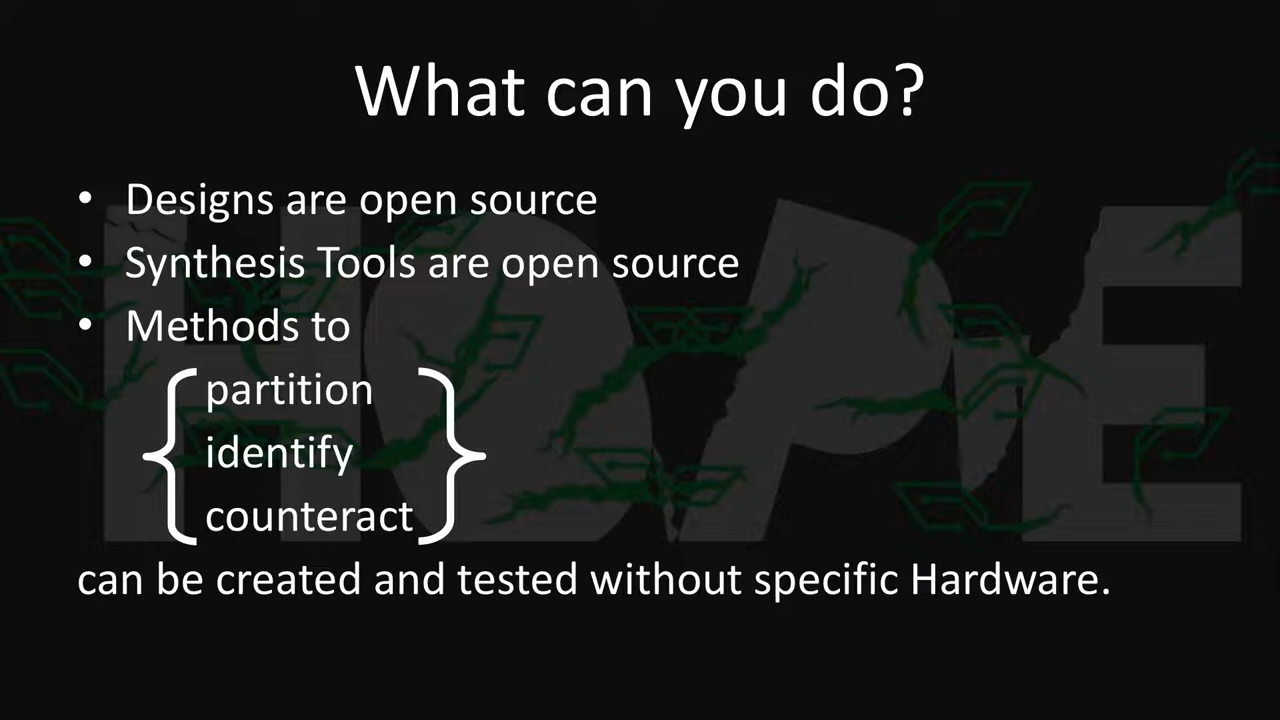 What can you do?
• Designs are open source
• Synthesis Tools are open source
• Methods to
partition
identify
counteract
can be created and tested without specific Hardware.
HOPE